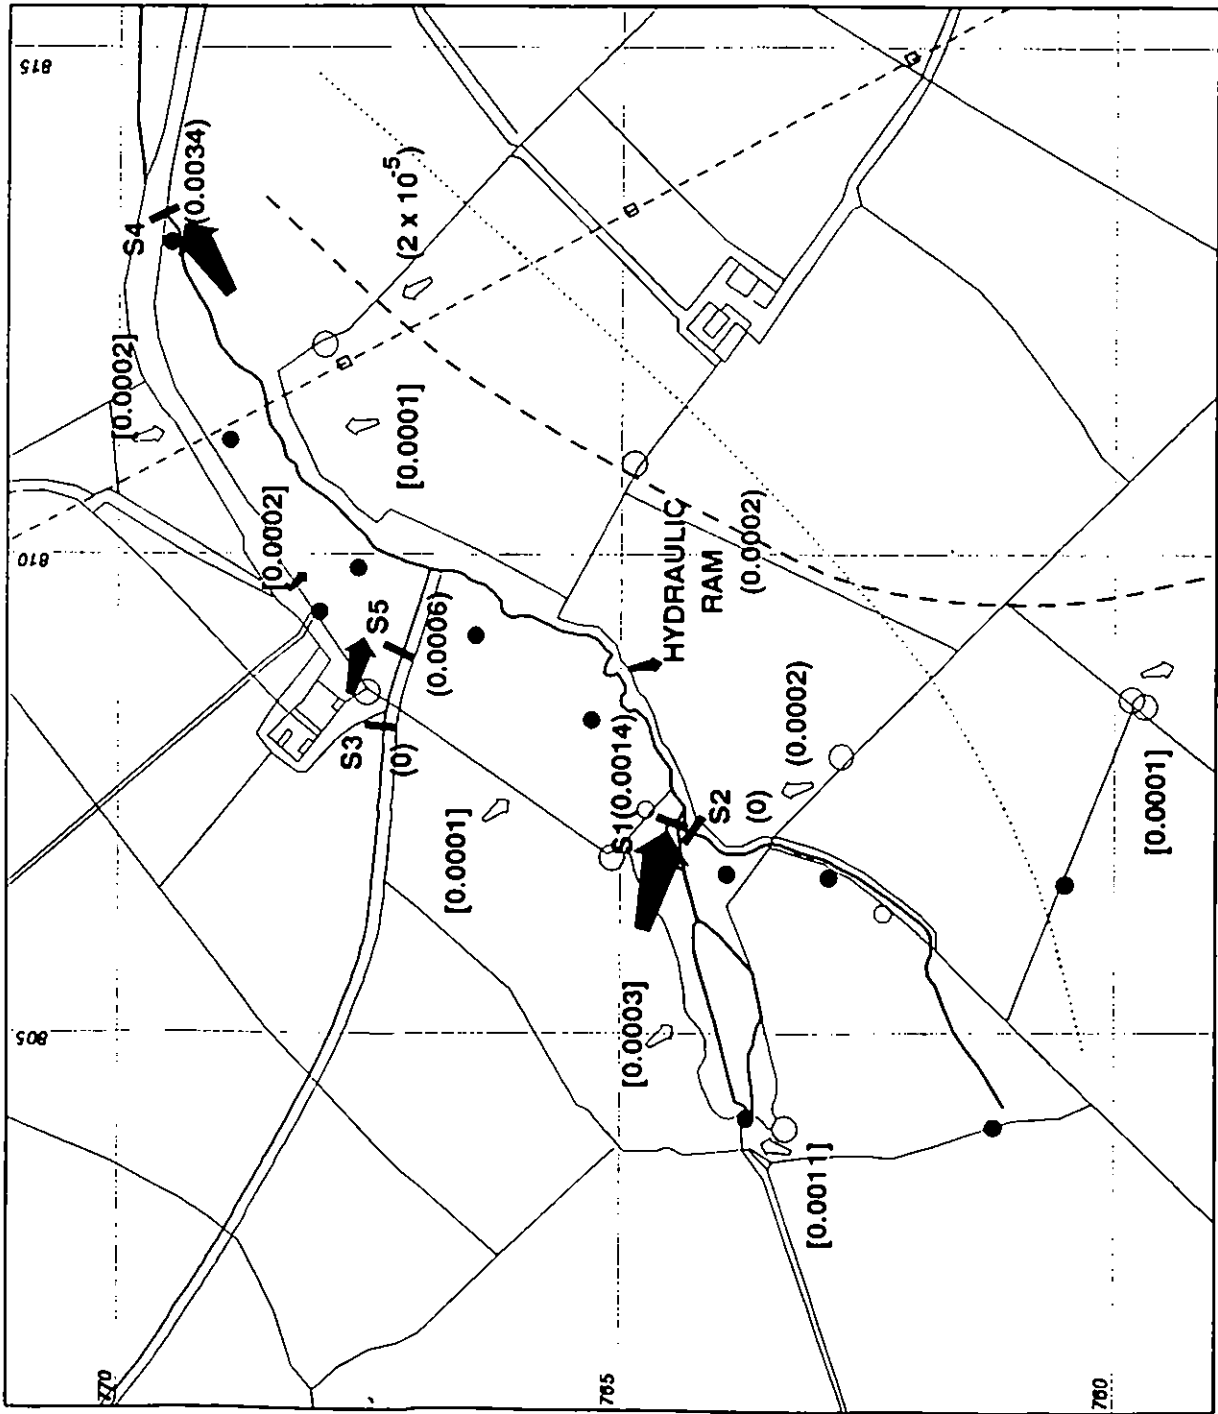 815
S4
(0.0034)
(2 x 10⁻⁵)
[0.0002]
[0.0001]
[0.0002]
810
S5
(0.0006)
HYDRAULIC
RAM
(0.0002)
S3
(0)
S1(0.0014)
S2
(0)
(0.0002)
[0.0001]
[0.0001]
[0.0003]
805
[0.0011]
770
765
760